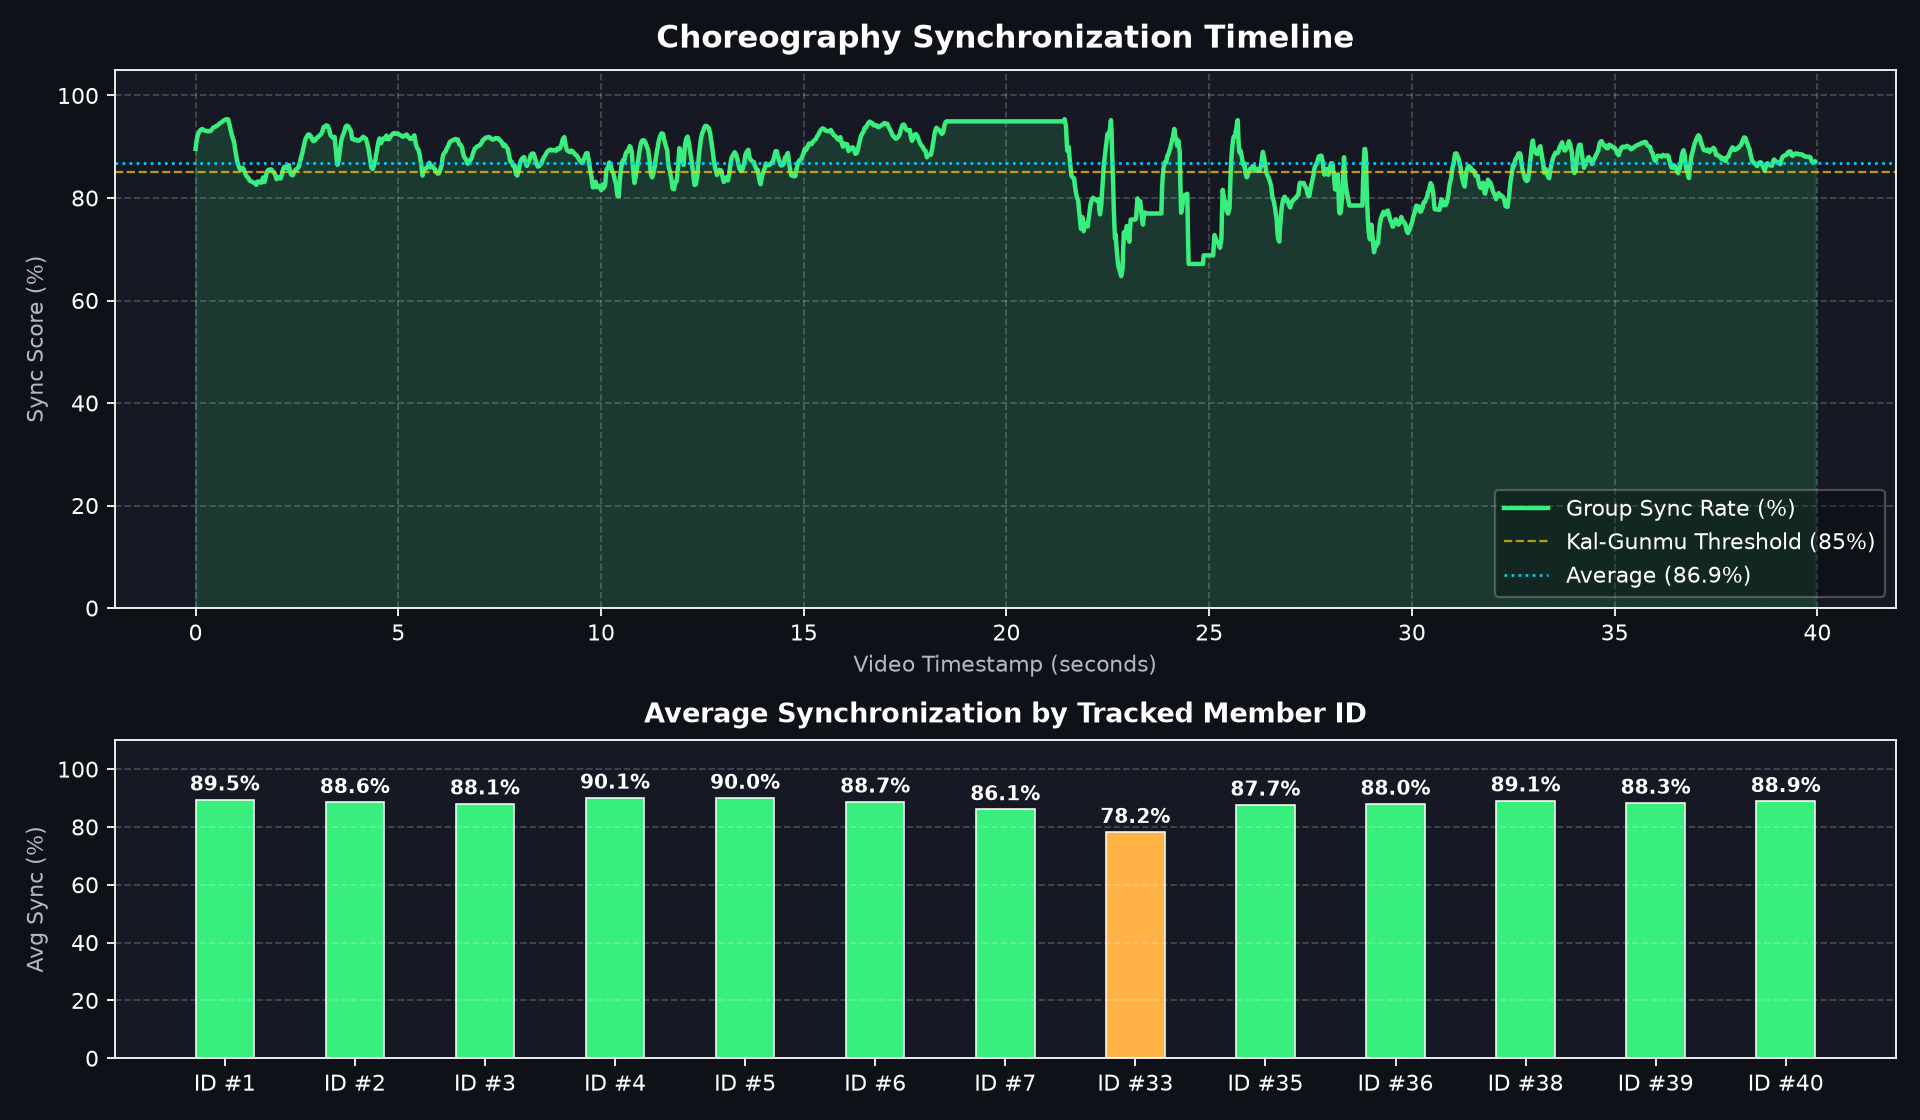 Choreography Synchronization Timeline
Sync Score (%)
100
80
60
40
20
0
0 5 10 15 20 25 30 35 40
Video Timestamp (seconds)
Group Sync Rate (%)
Kal-Gunmu Threshold (85%)
Average (86.9%)
Average Synchronization by Tracked Member ID
Avg Sync (%)
100
80
60
40
20
0
89.5% 88.6% 88.1% 90.1% 90.0% 88.7% 86.1% 78.2% 87.7% 88.0% 89.1% 88.3% 88.9%
ID #1 ID #2 ID #3 ID #4 ID #5 ID #6 ID #7 ID #33 ID #35 ID #36 ID #38 ID #39 ID #40